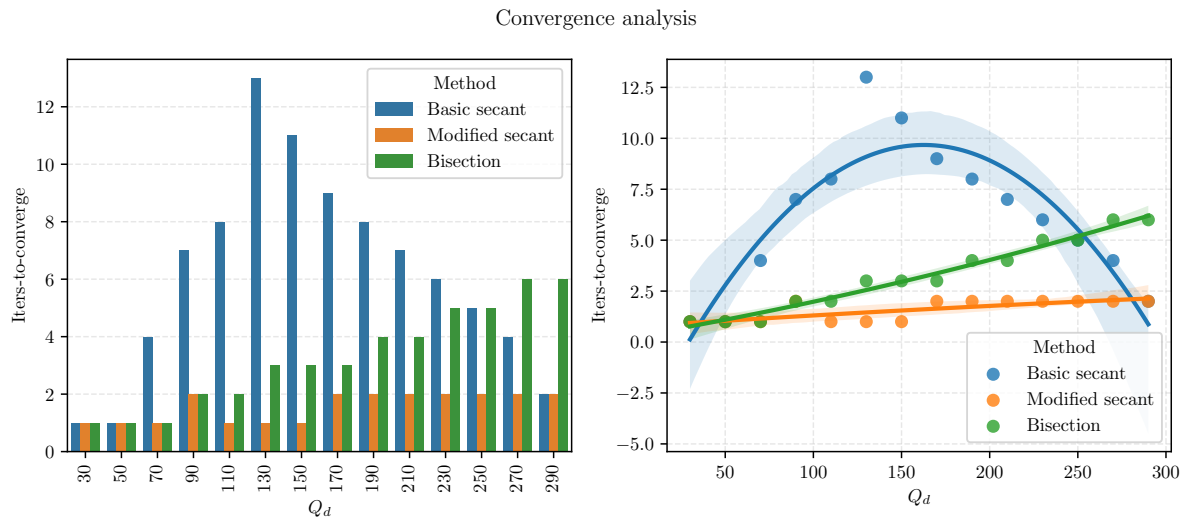 Convergence analysis
Iters-to-converge
12
10
8
6
4
2
0
Method
Basic secant
Modified secant
Bisection
30
50
70
90
110
130
150
170
190
210
230
250
270
290
Q_d
Iters-to-converge
12.5
10.0
7.5
5.0
2.5
0.0
−2.5
−5.0
Method
Basic secant
Modified secant
Bisection
50
100
150
200
250
300
Q_d